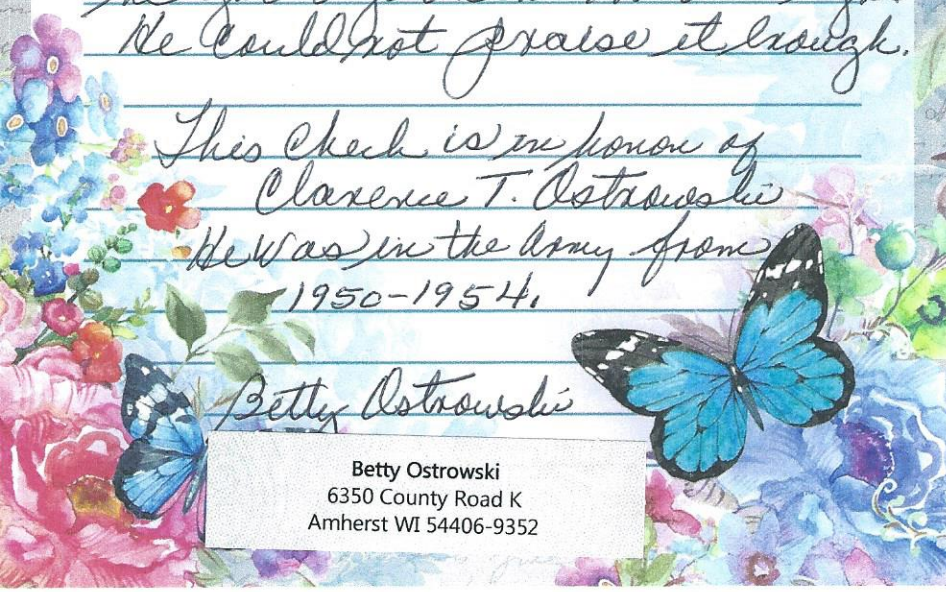 He could not praise it enough.
This Check is in honor of
Clarence T. Ostrowski
He was in the Army from
1950-1954.
Betty Ostrowski
Betty Ostrowski
6350 County Road K
Amherst WI 54406-9352